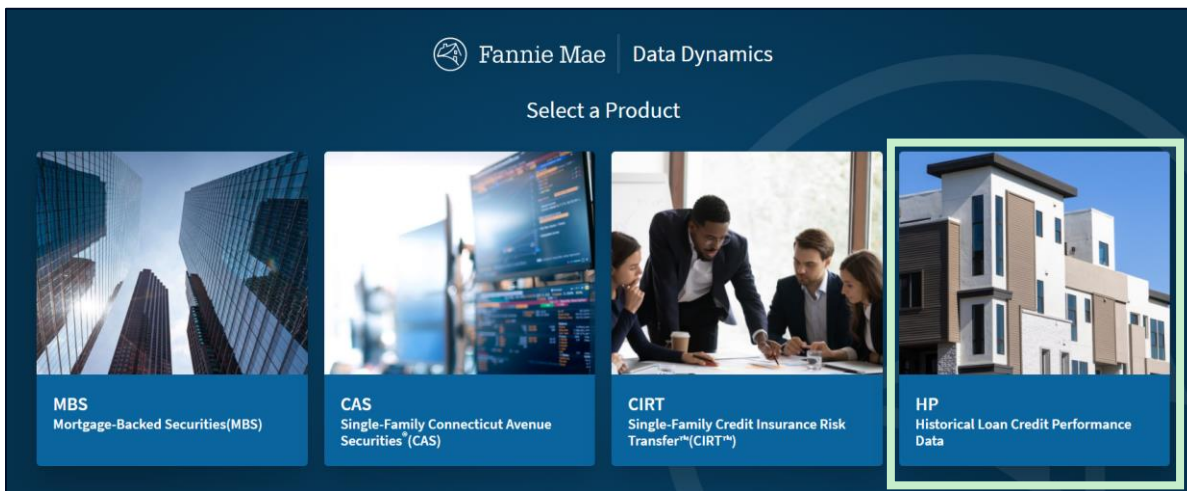 Fannie Mae Data Dynamics
Select a Product
MBS
Mortgage-Backed Securities(MBS)
CAS
Single-Family Connecticut Avenue
Securities®(CAS)
CIRT
Single-Family Credit Insurance Risk
Transfer™(CIRT™)
HP
Historical Loan Credit Performance
Data